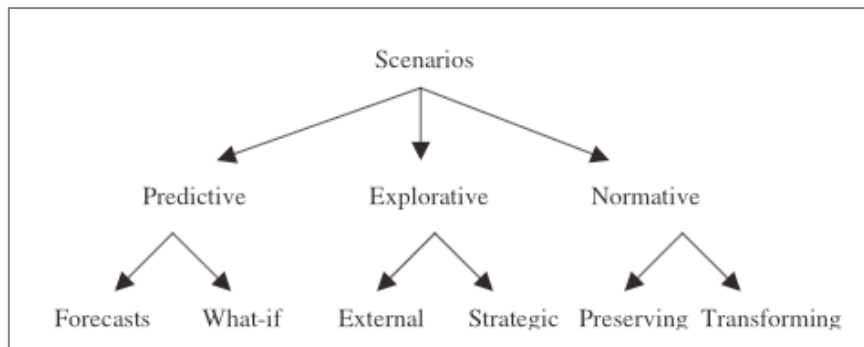 Scenarios
Predictive Explorative Normative
Forecasts What-if External Strategic Preserving Transforming